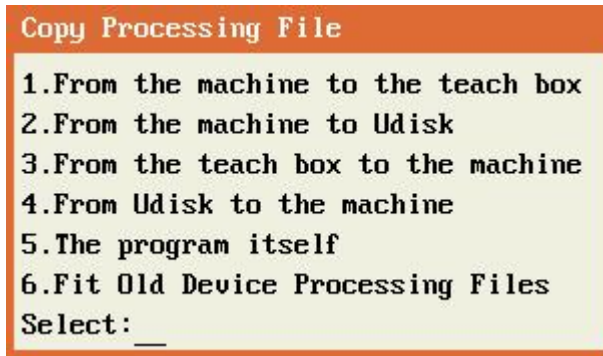 Copy Processing File
1.From the machine to the teach box
2.From the machine to Udisk
3.From the teach box to the machine
4.From Udisk to the machine
5.The program itself
6.Fit Old Device Processing Files
Select:__